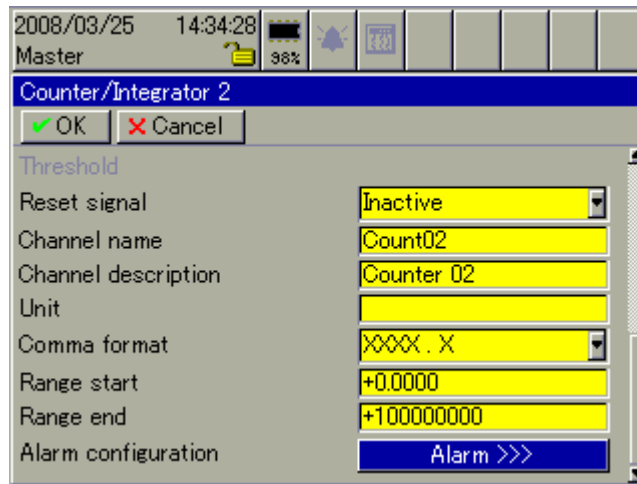 2008/03/25 14:34:28
Master 98%
Counter/Integrator 2
OK Cancel
Threshold
Reset signal Inactive
Channel name Count02
Channel description Counter 02
Unit
Comma format XXXX . X
Range start +0.0000
Range end +100000000
Alarm configuration Alarm >>>